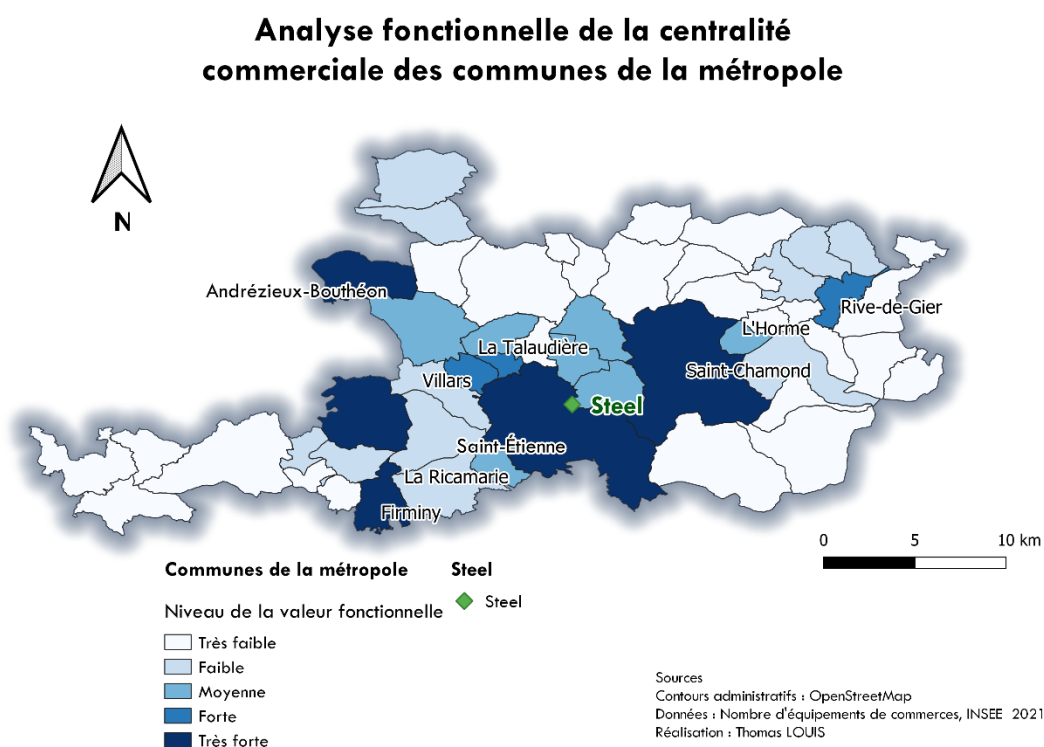 Analyse fonctionnelle de la centralité
commerciale des communes de la métropole
N
Andrézieux-Bouthéon
Rive-de-Gier
L'Horme
La Talaudière
Saint-Chamond
Villars
Steel
Saint-Étienne
La Ricamarie
Firminy
0 5 10 km
Communes de la métropole
Niveau de la valeur fonctionnelle
Très faible
Faible
Moyenne
Forte
Très forte
Steel
Steel
Sources
Contours administratifs : OpenStreetMap
Données : Nombre d'équipements de commerces, INSEE 2021
Réalisation : Thomas LOUIS